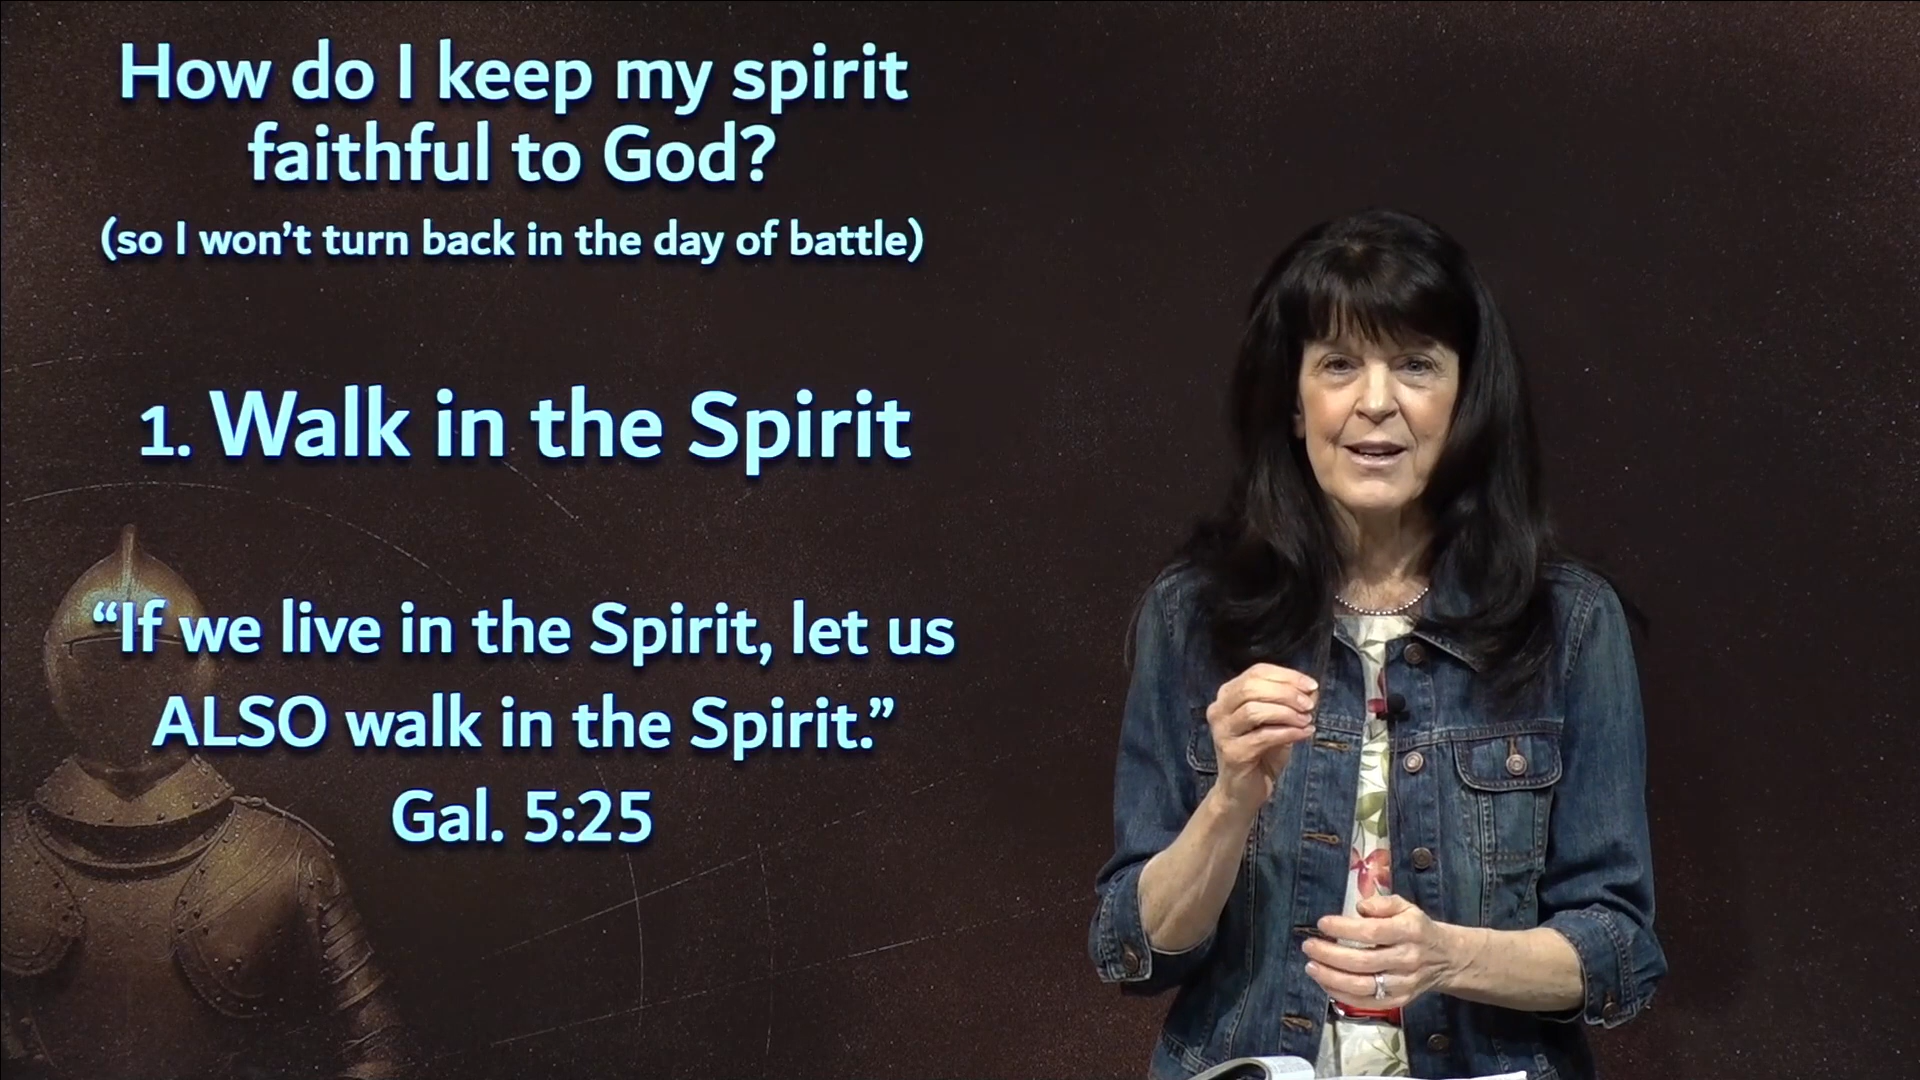 How do I keep my spirit
faithful to God?
(so I won’t turn back in the day of battle)
1. Walk in the Spirit
“If we live in the Spirit, let us
ALSO walk in the Spirit.”
Gal. 5:25